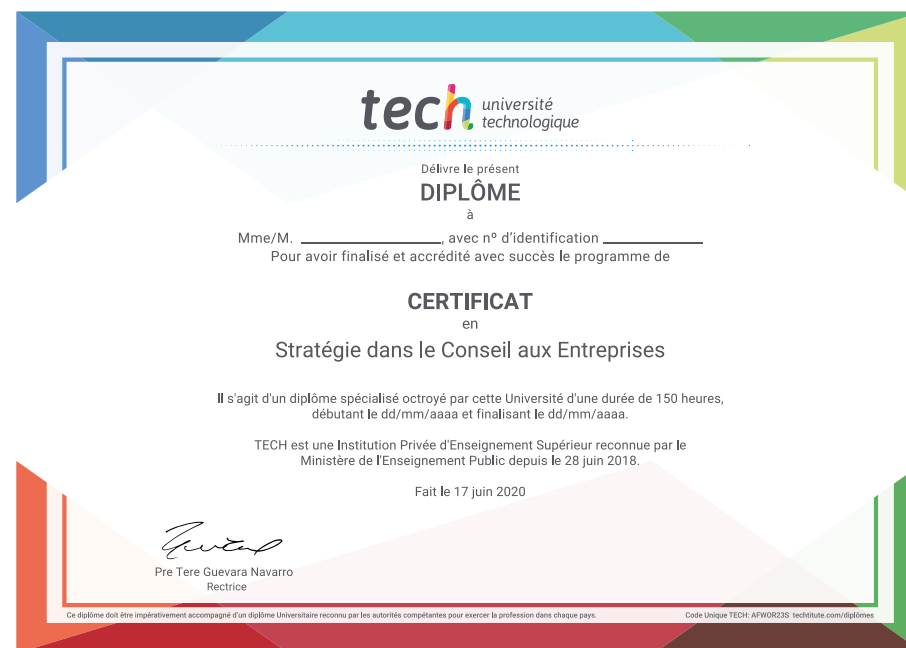 tech université
technologique
Délivre le présent
DIPLÔME
à
Mme/M. ____________________, avec nº d'identification ______________
Pour avoir finalisé et accrédité avec succès le programme de
CERTIFICAT
en
Stratégie dans le Conseil aux Entreprises
Il s'agit d'un diplôme spécialisé octroyé par cette Université d'une durée de 150 heures,
débutant le dd/mm/aaaa et finalisant le dd/mm/aaaa.
TECH est une Institution Privée d'Enseignement Supérieur reconnue par le
Ministère de l'Enseignement Public depuis le 28 juin 2018.
Fait le 17 juin 2020
Pre Tere Guevara Navarro
Rectrice
Ce diplôme doit être impérativement accompagné d'un diplôme Universitaire reconnu par les autorités compétentes pour exercer la profession dans chaque pays.
Code Unique TECH: AFWOR23S techtitute.com/diplômes